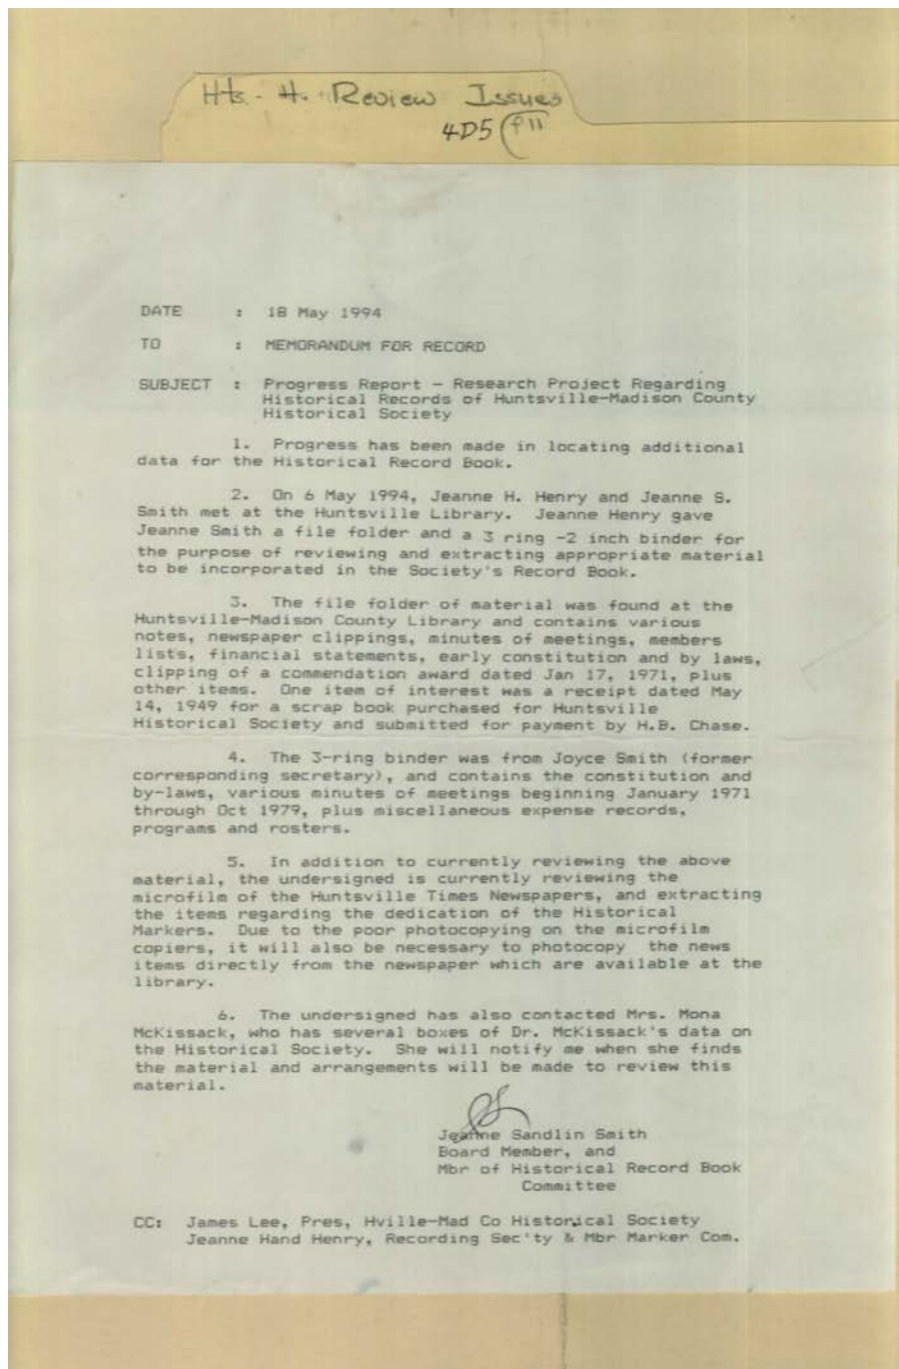 Hts. - H. Review Issues
4D5 (f11
DATE : 18 May 1994
TO : MEMORANDUM FOR RECORD
SUBJECT : Progress Report - Research Project Regarding
Historical Records of Huntsville-Madison County
Historical Society
1. Progress has been made in locating additional
data for the Historical Record Book.
2. On 6 May 1994, Jeanne H. Henry and Jeanne S.
Smith met at the Huntsville Library. Jeanne Henry gave
Jeanne Smith a file folder and a 3 ring -2 inch binder for
the purpose of reviewing and extracting appropriate material
to be incorporated in the Society's Record Book.
3. The file folder of material was found at the
Huntsville-Madison County Library and contains various
notes, newspaper clippings, minutes of meetings, members
lists, financial statements, early constitution and by laws,
clipping of a commendation award dated Jan 17, 1971, plus
other items. One item of interest was a receipt dated May
14, 1949 for a scrap book purchased for Huntsville
Historical Society and submitted for payment by H.B. Chase.
4. The 3-ring binder was from Joyce Smith (former
corresponding secretary), and contains the constitution and
by-laws, various minutes of meetings beginning January 1971
through Oct 1979, plus miscellaneous expense records,
programs and rosters.
5. In addition to currently reviewing the above
material, the undersigned is currently reviewing the
microfilm of the Huntsville Times Newspapers, and extracting
the items regarding the dedication of the Historical
Markers. Due to the poor photocopying on the microfilm
copiers, it will also be necessary to photocopy the news
items directly from the newspaper which are available at the
library.
6. The undersigned has also contacted Mrs. Mona
McKissack, who has several boxes of Dr. McKissack's data on
the Historical Society. She will notify me when she finds
the material and arrangements will be made to review this
material.
Jeanne Sandlin Smith
Board Member, and
Mbr of Historical Record Book
Committee
CC: James Lee, Pres, Hville-Mad Co Historical Society
Jeanne Hand Henry, Recording Sec'ty & Mbr Marker Com.